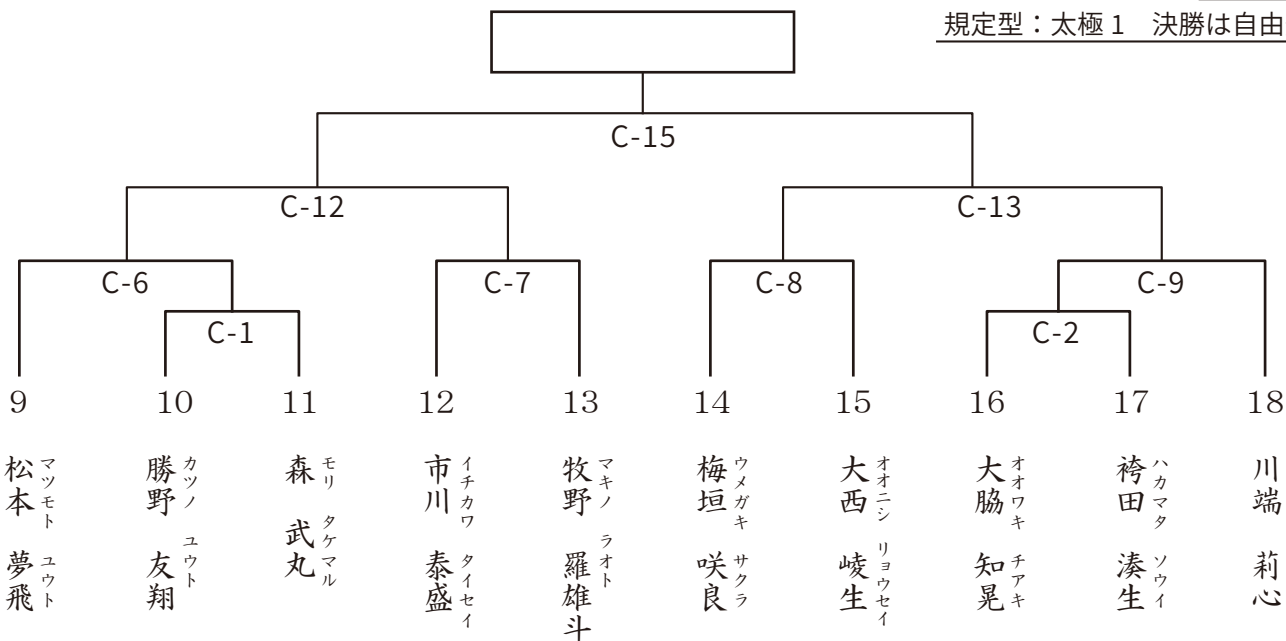 規定型：太極１　決勝は自由
C-15
C-12
C-13
C-6
C-7
C-8
C-9
C-1
C-2
9
10
11
12
13
14
15
16
17
18
松本　夢飛
マツモト　ユウト
勝野　友翔
カツノ　ユウト
森　武丸
モリ　タケマル
市川　泰盛
イチカワ　タイセイ
牧野　羅雄斗
マキノ　ラオト
梅垣　咲良
ウメガキ　サクラ
大西　崚生
オオニシ　リョウセイ
大脇　知晃
オオワキ　チアキ
袴田　湊生
ハカマタ　ソウイ
川端　莉心